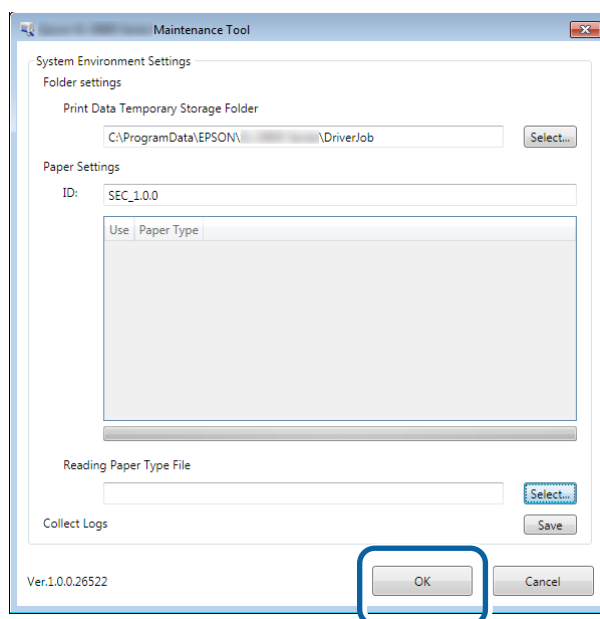 Maintenance Tool
System Environment Settings
Folder settings
Print Data Temporary Storage Folder
C:\ProgramData\EPSON\ \DriverJob Select...
Paper Settings
ID: SEC_1.0.0
Use Paper Type
Reading Paper Type File
Select...
Collect Logs Save
Ver.1.0.0.26522 OK Cancel